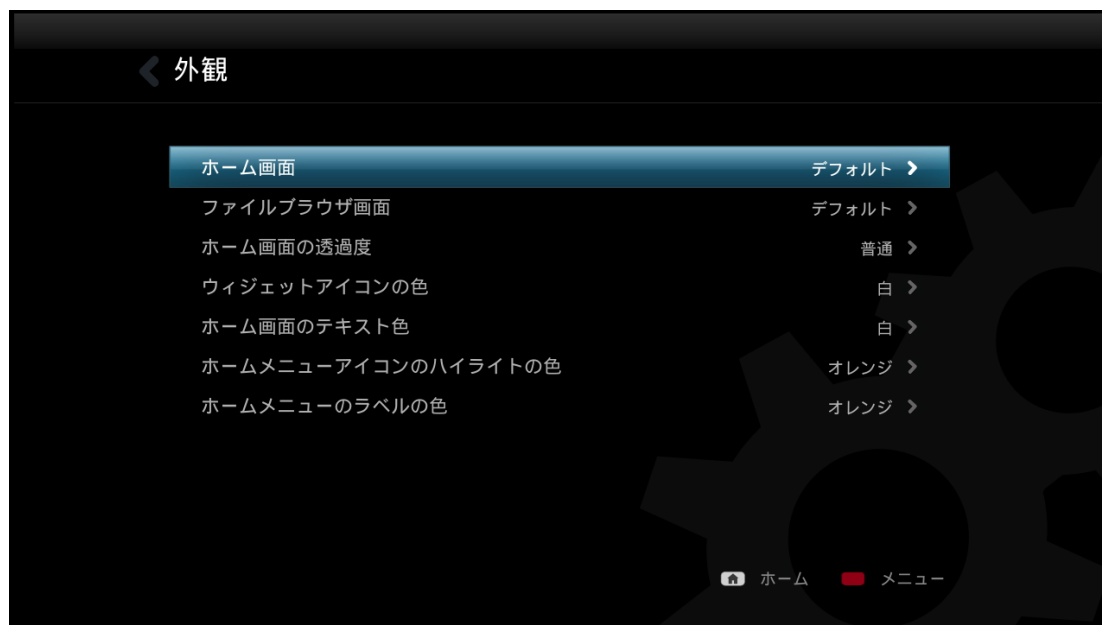 外観
ホーム画面 デフォルト
ファイルブラウザ画面 デフォルト
ホーム画面の透過度 普通
ウィジェットアイコンの色 白
ホーム画面のテキスト色 白
ホームメニューアイコンのハイライトの色 オレンジ
ホームメニューのラベルの色 オレンジ
ホーム メニュー